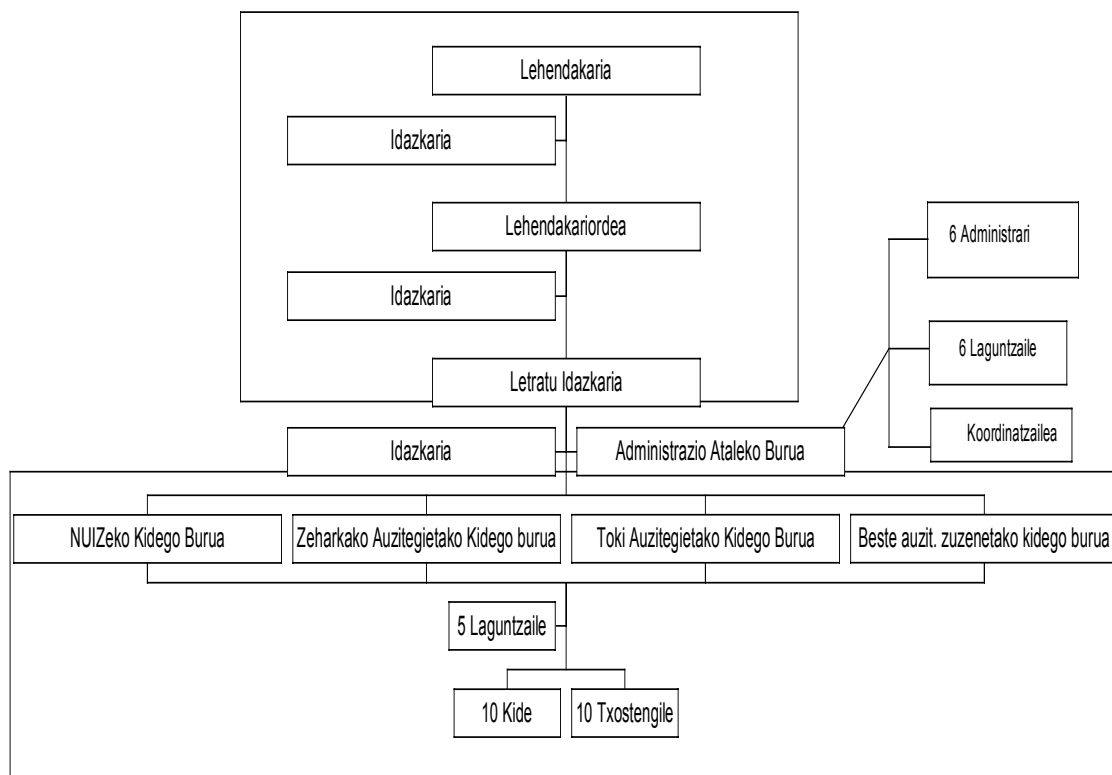 Lehendakaria
Idazkaria
Lehendakariordea
6 Administrari
Idazkaria
6 Laguntzaile
Letratu Idazkaria
Koordinatzailea
Idazkaria
Administrazio Ataleko Burua
NUIZeko Kidego Burua
Zeharkako Auzitegietako Kidego burua
Toki Auzitegietako Kidego Burua
Beste auzit. zuzenetako kidego burua
5 Laguntzaile
10 Kide
10 Txostengile